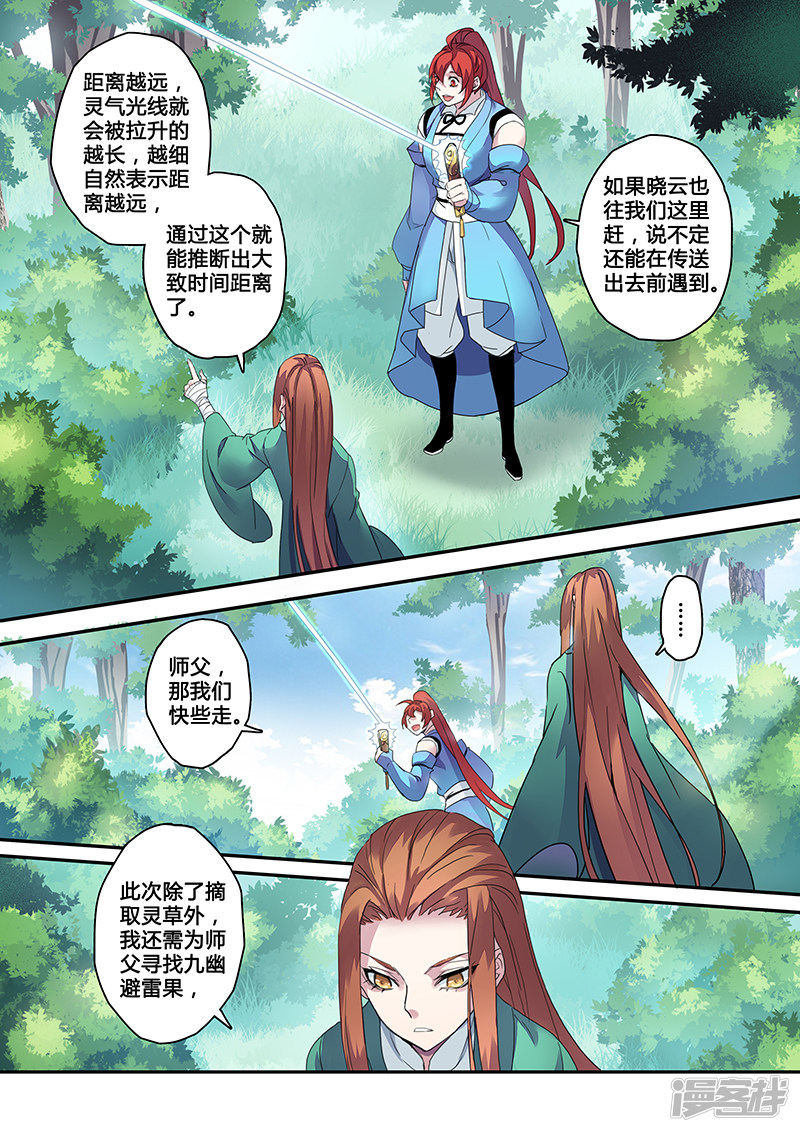 距离越远，
灵气光线就
会被拉升的
越长，越细
自然表示距
离越远，
通过这个就
能推断出大
致时间距离
了。
如果晓云也
往我们这里
赶，说不定
还能在传送
出去前遇到。
……
师父，
那我们
快些走。
此次除了摘
取灵草外，
我还需为师
父寻找九幽
避雷果，
漫客栈